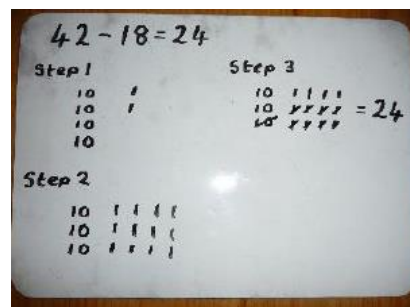 42 - 18 = 24
Step 1
10 ı
10 ı
10
10
Step 3
10 ı ı ı ı
10 ı ı ı ı = 24
10 ı ı ı ı
Step 2
10 ı ı ı ı
10 ı ı ı ı
10 ı ı ı ı